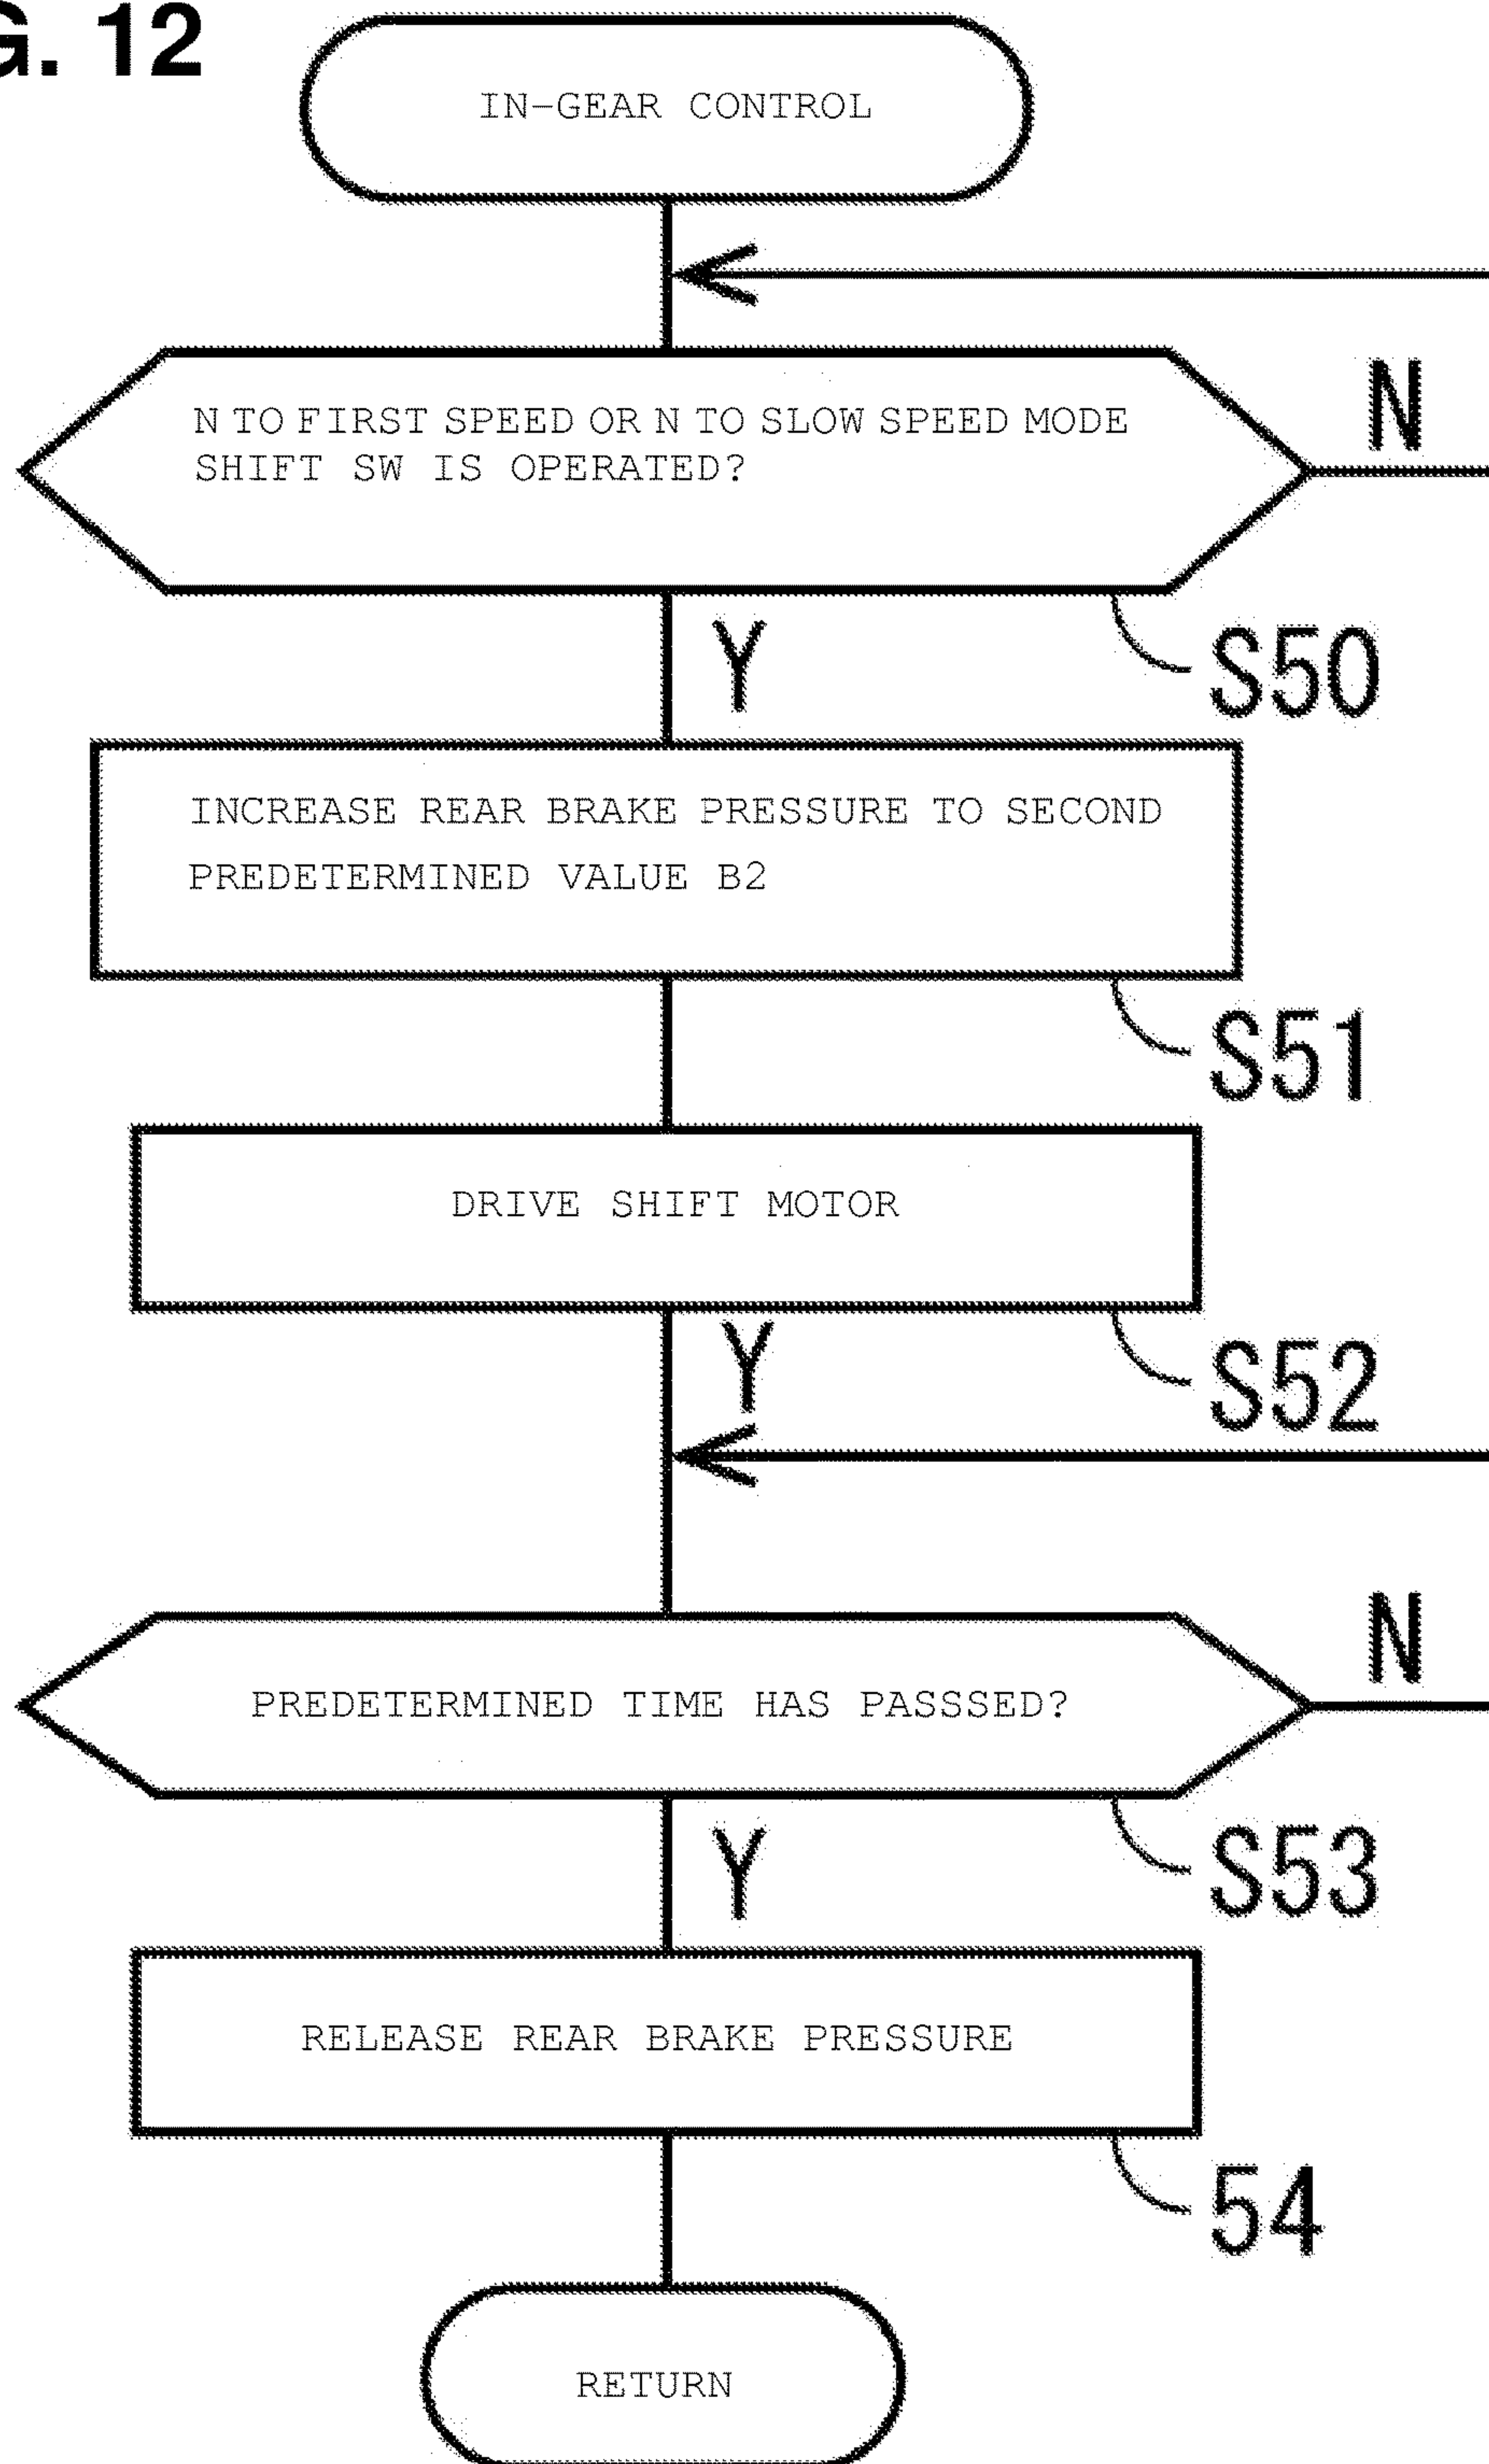 G. 12
IN-GEAR CONTROL
N TO FIRST SPEED OR N TO SLOW SPEED MODE
SHIFT SW IS OPERATED?
N
Y
S50
INCREASE REAR BRAKE PRESSURE TO SECOND
PREDETERMINED VALUE B2
S51
DRIVE SHIFT MOTOR
Y
S52
PREDETERMINED TIME HAS PASSSED?
N
Y
S53
RELEASE REAR BRAKE PRESSURE
54
RETURN